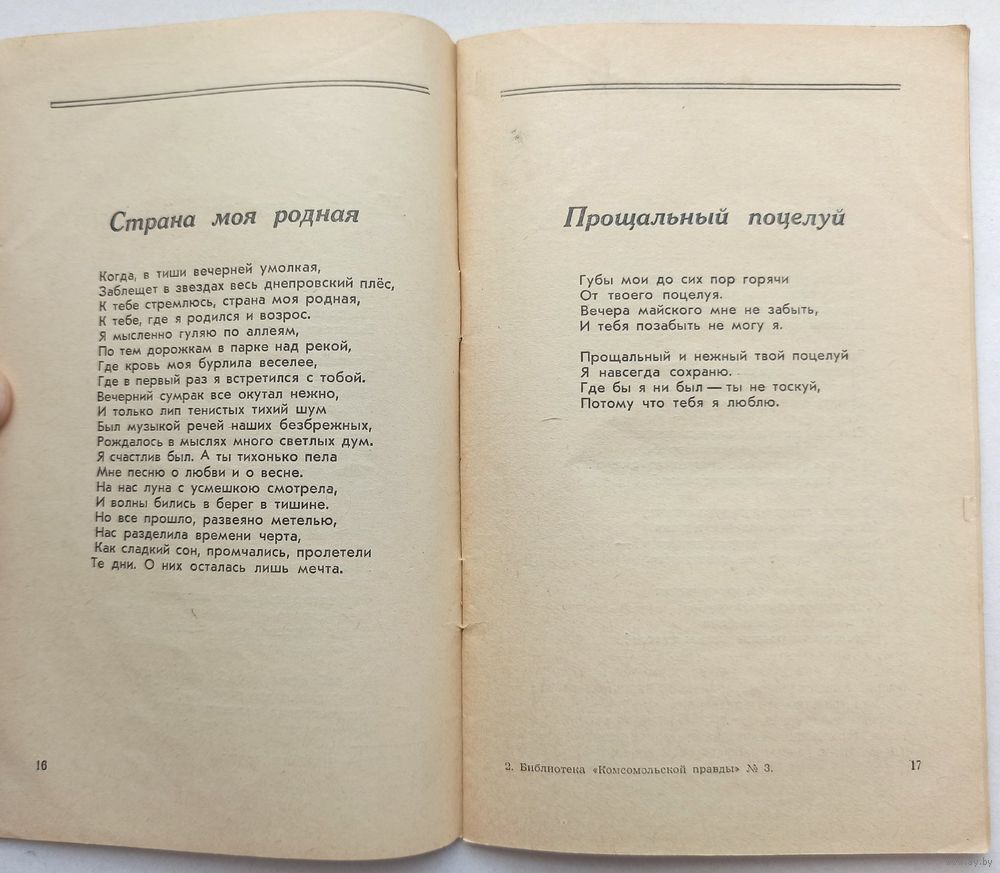 Страна моя родная
Когда, в тиши вечерней умолкая,
Заблещет в звездах весь днепровский плёс,
К тебе стремлюсь, страна моя родная,
К тебе, где я родился и возрос.
Я мысленно гуляю по аллеям,
По тем дорожкам в парке над рекой,
Где кровь моя бурлила веселее,
Где в первый раз я встретился с тобой.
Вечерний сумрак все окутал нежно,
И только лип тенистых тихий шум
Был музыкой речей наших безбрежных,
Рождалось в мыслях много светлых дум.
Я счастлив был. А ты тихонько пела
Мне песню о любви и о весне.
На нас луна с усмешкою смотрела,
И волны бились в берег в тишине.
Но все прошло, развеяно метелью,
Нас разделила времени черта,
Как сладкий сон, промчались, пролетели
Те дни. О них осталась лишь мечта.
16
Прощальный поцелуй
Губы мои до сих пор горячи
От твоего поцелуя.
Вечера майского мне не забыть,
И тебя позабыть не могу я.
Прощальный и нежный твой поцелуй
Я навсегда сохраню.
Где бы я ни был — ты не тоскуй,
Потому что тебя я люблю.
2. Библиотека «Комсомольской правды» № 3.
17
www.ay.by